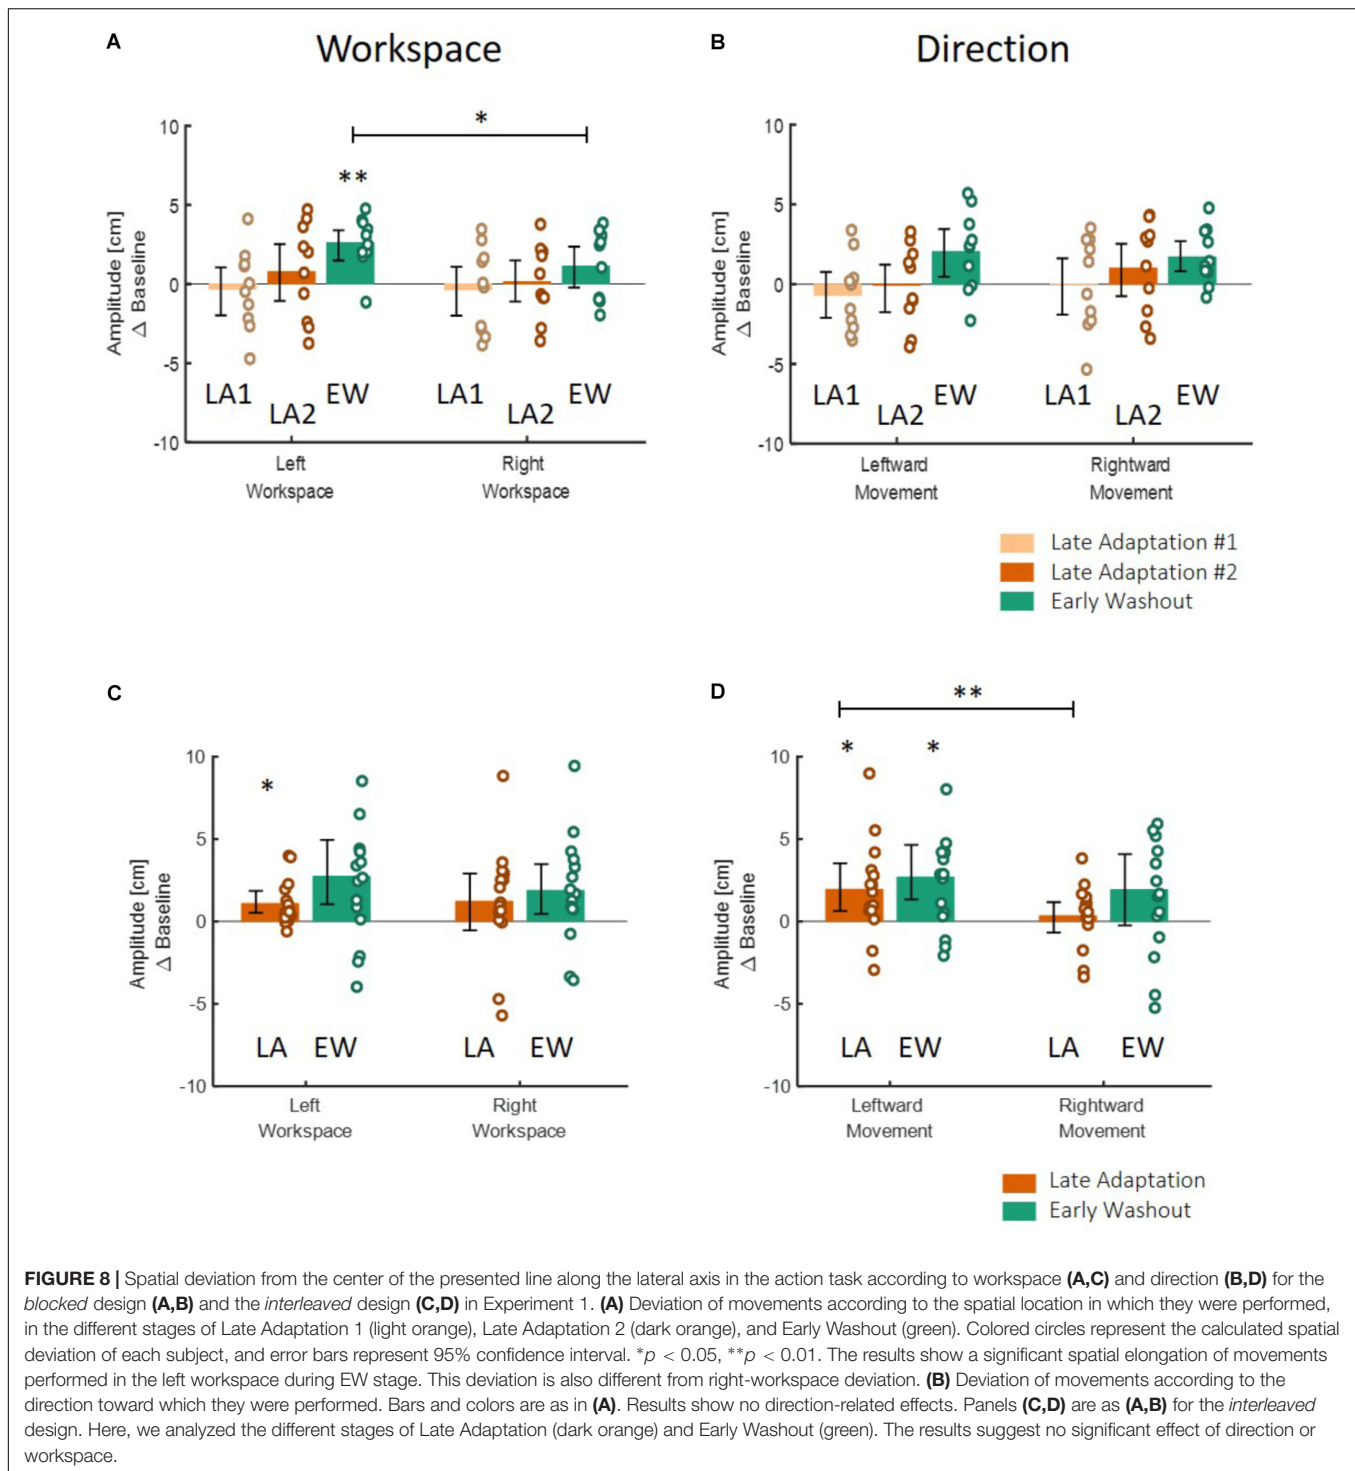 A
Workspace
B
Direction
*
10
**
5
0
-5
-10
Amplitude [cm]
△ Baseline
LA1
LA2
EW
LA1
LA2
EW
Left
Workspace
Right
Workspace
10
5
0
-5
-10
Amplitude [cm]
△ Baseline
LA1
LA2
EW
LA1
LA2
EW
Leftward
Movement
Rightward
Movement
Late Adaptation #1
Late Adaptation #2
Early Washout
C
D
10
*
5
0
-5
-10
Amplitude [cm]
△ Baseline
LA
EW
LA
EW
Left
Workspace
Right
Workspace
**
*
*
10
5
0
-5
-10
Amplitude [cm]
△ Baseline
LA
EW
LA
EW
Leftward
Movement
Rightward
Movement
Late Adaptation
Early Washout
FIGURE 8 | Spatial deviation from the center of the presented line along the lateral axis in the action task according to workspace (A,C) and direction (B,D) for the
blocked design (A,B) and the interleaved design (C,D) in Experiment 1. (A) Deviation of movements according to the spatial location in which they were performed,
in the different stages of Late Adaptation 1 (light orange), Late Adaptation 2 (dark orange), and Early Washout (green). Colored circles represent the calculated spatial
deviation of each subject, and error bars represent 95% confidence interval. *p < 0.05, **p < 0.01. The results show a significant spatial elongation of movements
performed in the left workspace during EW stage. This deviation is also different from right-workspace deviation. (B) Deviation of movements according to the
direction toward which they were performed. Bars and colors are as in (A). Results show no direction-related effects. Panels (C,D) are as (A,B) for the interleaved
design. Here, we analyzed the different stages of Late Adaptation (dark orange) and Early Washout (green). The results suggest no significant effect of direction or
workspace.